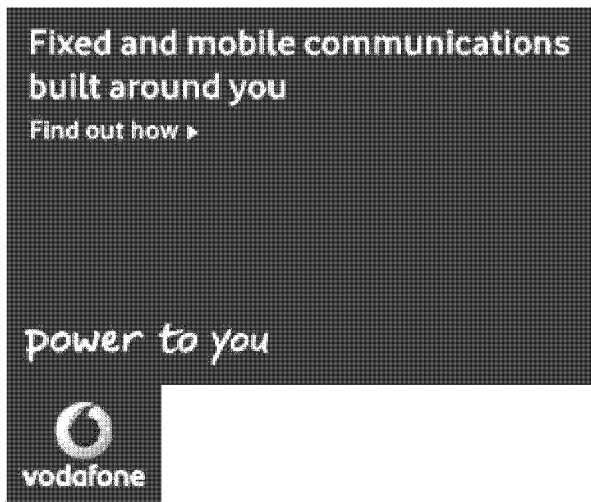 Fixed and mobile communications
built around you
Find out how ▸
power to you
vodafone